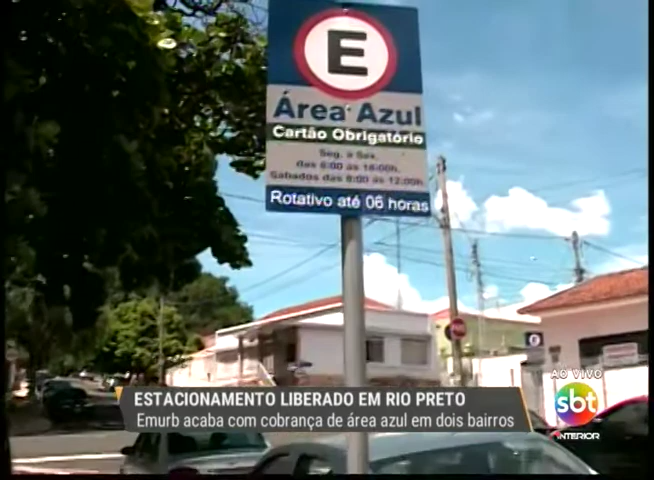 E
Área Azul
Cartão Obrigatório
Seg. à Sex.
das 8:00 às 18:00h.
Sábados das 8:00 às 12:00h.
Rotativo até 06 horas
AO VIVO
sbt
INTERIOR
ESTACIONAMENTO LIBERADO EM RIO PRETO
Emurb acaba com cobrança de área azul em dois bairros